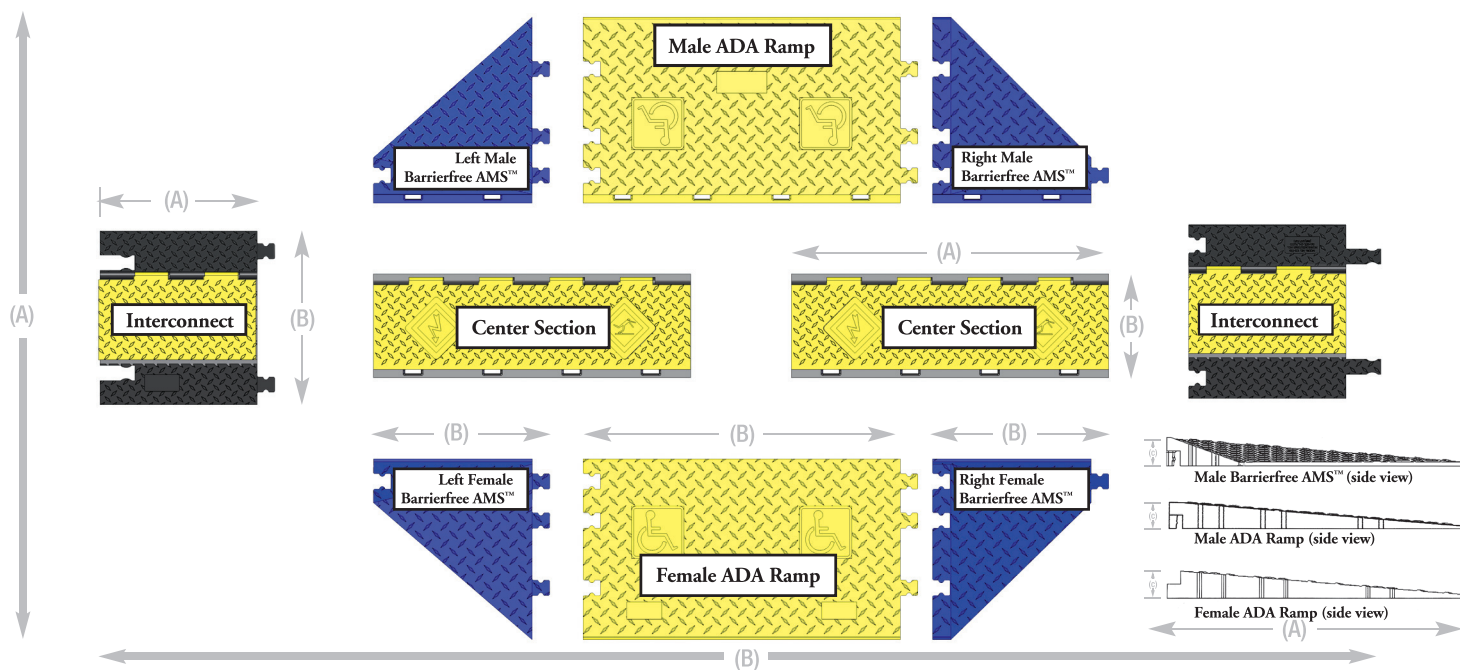 Male ADA Ramp
Left Male
Barrierfree AMS™
Right Male
Barrierfree AMS™
(A)
(A)
(A)
(B)
(B)
Interconnect
Center Section
Center Section
Interconnect
(B)
(B)
(B)
Left Female
Barrierfree AMS™
Right Female
Barrierfree AMS™
Female ADA Ramp
(C)
Male Barrierfree AMS™ (side view)
(C)
Male ADA Ramp (side view)
(C)
Female ADA Ramp (side view)
(A)
(B)